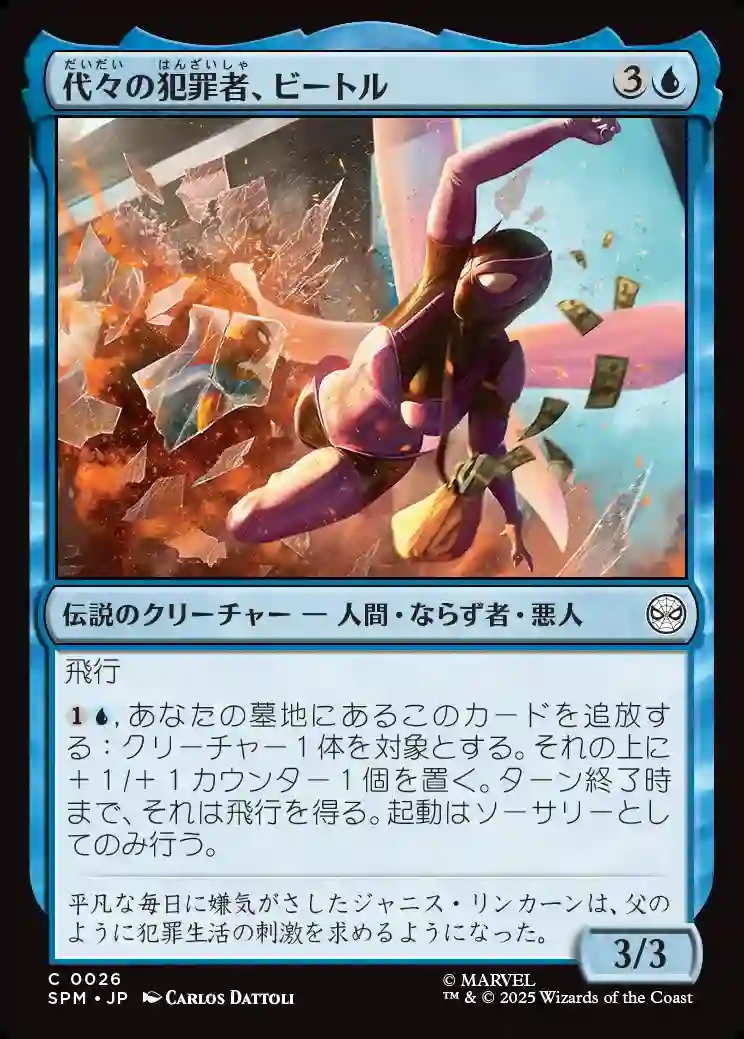 だいだい はんざいしゃ
代々の犯罪者、ビートル 3
伝説のクリーチャー ― 人間・ならず者・悪人
飛行
1, あなたの墓地にあるこのカードを追放す
る：クリーチャー１体を対象とする。それの上に
＋１/＋１カウンター１個を置く。ターン終了時
まで、それは飛行を得る。起動はソーサリーとし
てのみ行う。
平凡な毎日に嫌気がさしたジャニス・リンカーンは、父の
ように犯罪生活の刺激を求めるようになった。
3/3
C 0026
SPM • JP Carlos Dattoli
© MARVEL
™ & © 2025 Wizards of the Coast